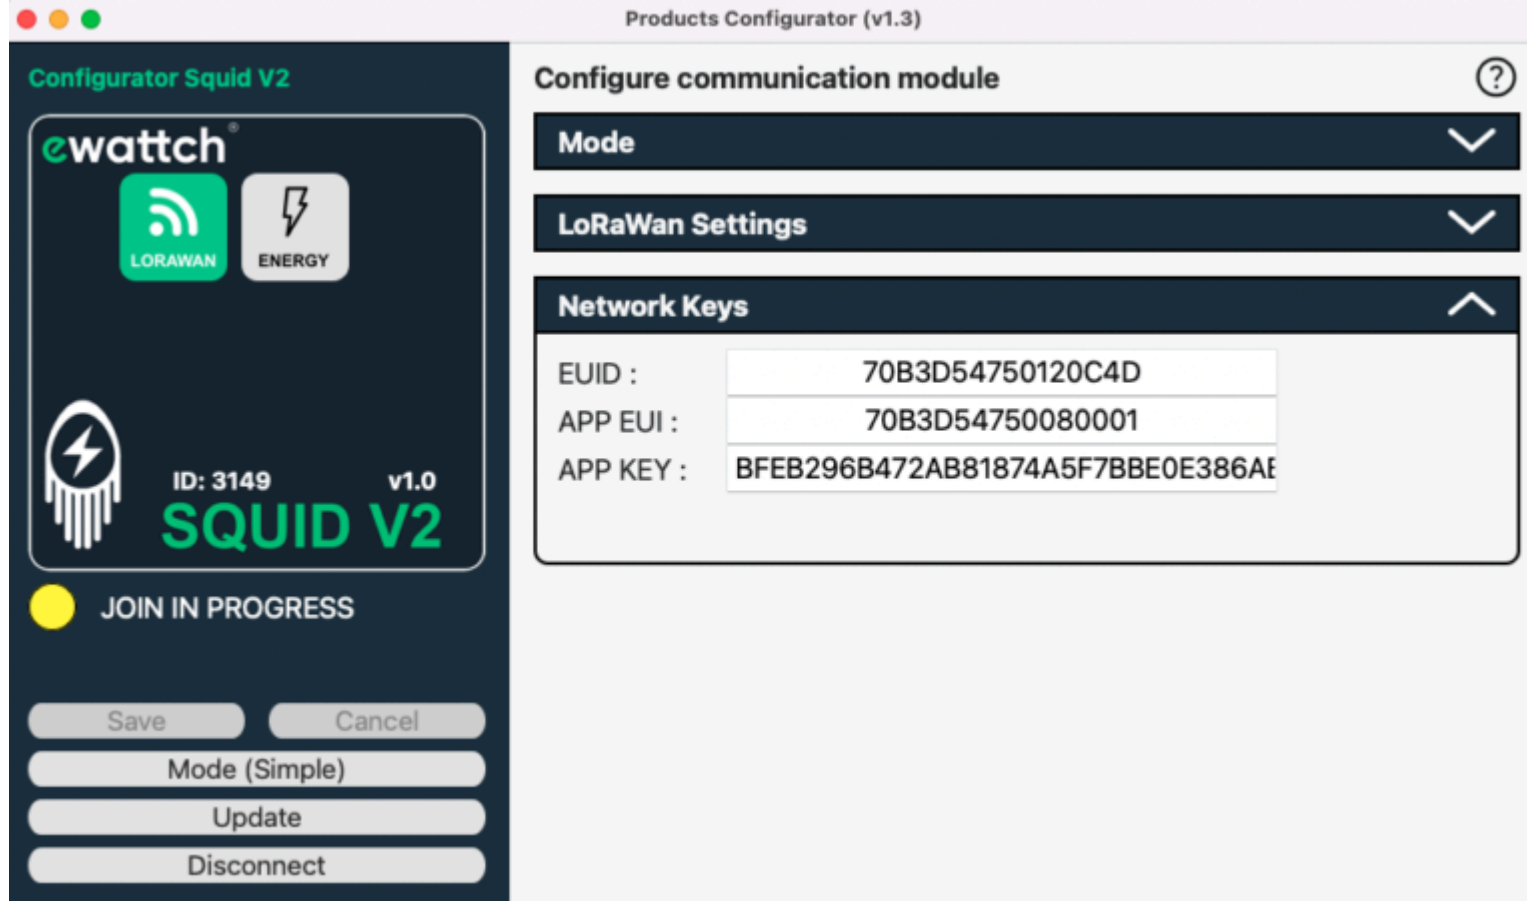 Products Configurator (v1.3)
Configurator Squid V2
ewattch®
LORAWAN
ENERGY
ID: 3149
v1.0
SQUID V2
JOIN IN PROGRESS
Save
Cancel
Mode (Simple)
Update
Disconnect
Configure communication module
?
Mode
LoRaWan Settings
Network Keys
EUID : 70B3D54750120C4D
APP EUI : 70B3D54750080001
APP KEY : BFEB296B472AB81874A5F7BBE0E386AE